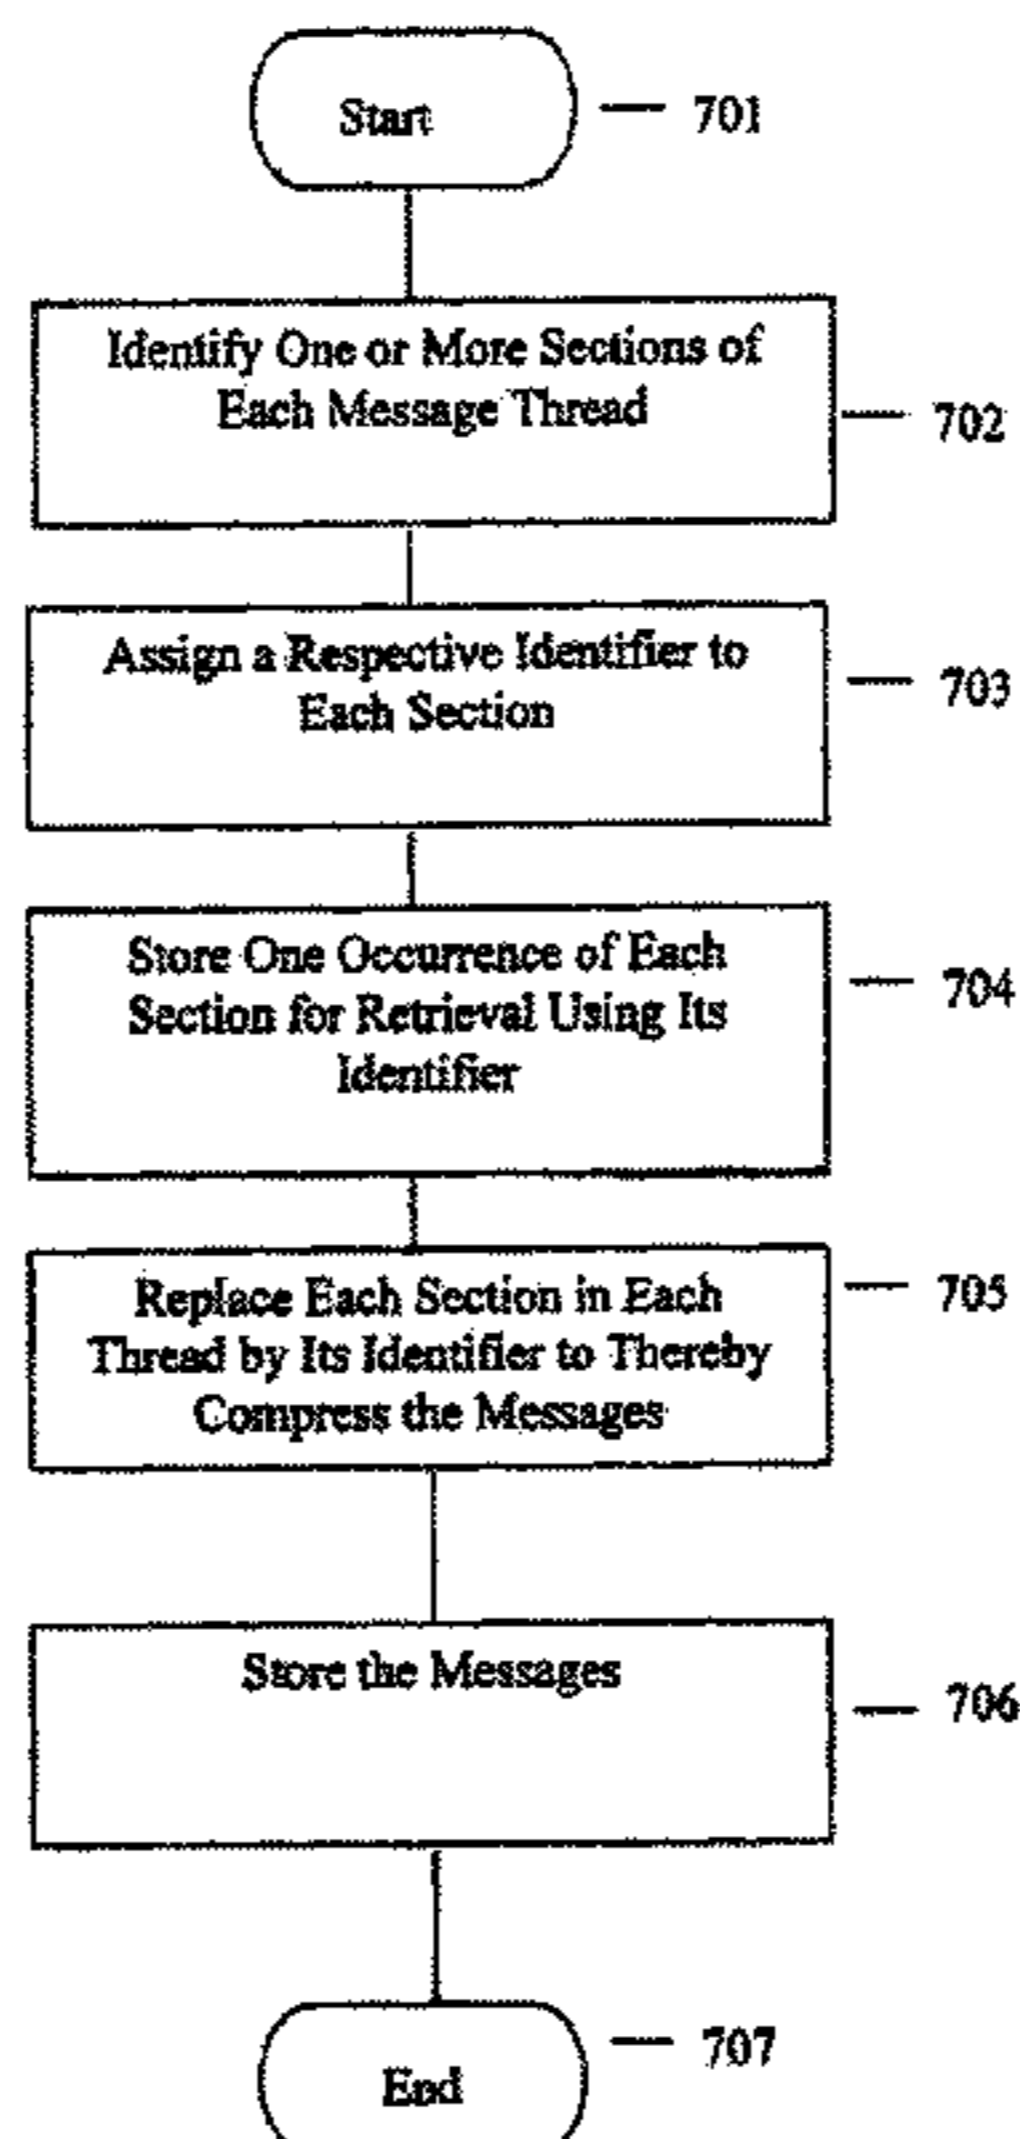 Start
701
Identify One or More Sections of
Each Message Thread
702
Assign a Respective Identifier to
Each Section
703
Store One Occurrence of Each
Section for Retrieval Using Its
Identifier
704
Replace Each Section in Each
Thread by Its Identifier to Thereby
Compress the Messages
705
Store the Messages
706
End
707